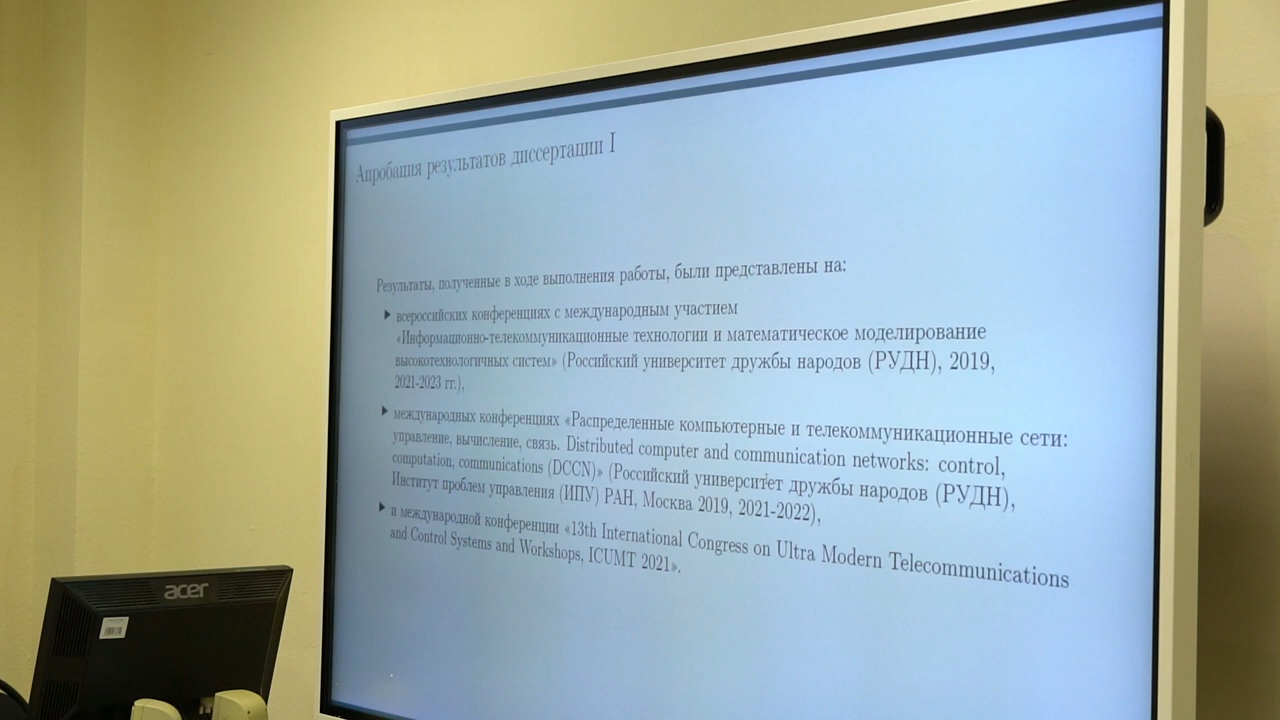 Апробация результатов диссертации I
Результаты, полученные в ходе выполнения работы, были представлены на:
всероссийских конференциях с международным участием
«Информационно-телекоммуникационные технологии и математическое моделирование
высокотехнологичных систем» (Российский университет дружбы народов (РУДН), 2019,
2021-2023 гг.),
международных конференциях «Распределенные компьютерные и телекоммуникационные сети:
управление, вычисление, связь. Distributed computer and communication networks: control,
computation, communications (DCCN)» (Российский университет дружбы народов (РУДН),
Институт проблем управления (ИПУ) РАН, Москва 2019, 2021-2022),
и международной конференции «13th International Congress on Ultra Modern Telecommunications
and Control Systems and Workshops, ICUMT 2021».
acer